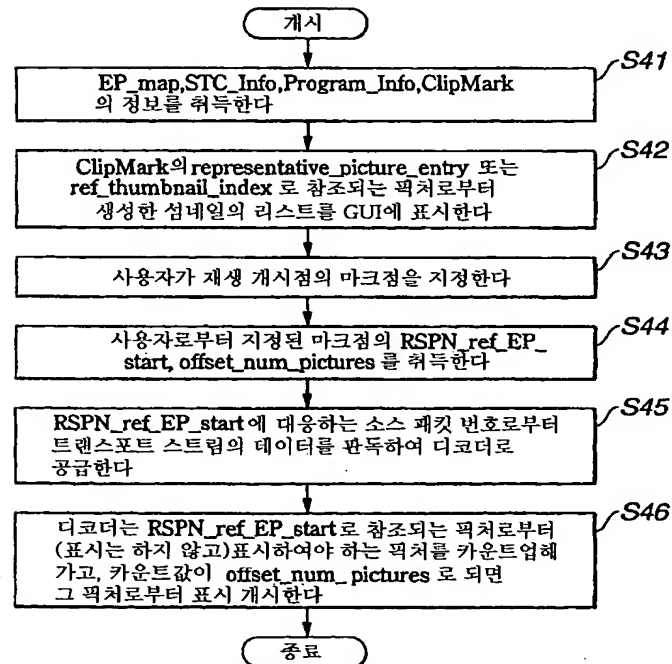 개시
S41
EP_map,STC_Info,Program_Info,ClipMark
의 정보를 취득한다
S42
ClipMark의 representative_picture_entry 또는
ref_thumbnail_index 로 참조되는 픽처로부터
생성한 섬네일의 리스트를 GUI에 표시한다
S43
사용자가 재생 개시점의 마크점을 지정한다
S44
사용자로부터 지정된 마크점의 RSPN_ref_EP_
start, offset_num_pictures 를 취득한다
S45
RSPN_ref_EP_start에 대응하는 소스 패킷 번호로부터
트랜스포트 스트림의 데이터를 판독하여 디코더로
공급한다
S46
디코더는 RSPN_ref_EP_start로 참조되는 픽처로부터
(표시는 하지 않고)표시하여야 하는 픽처를 카운트업해
가고, 카운트값이 offset_num_ pictures 로 되면
그 픽처로부터 표시 개시한다
종료